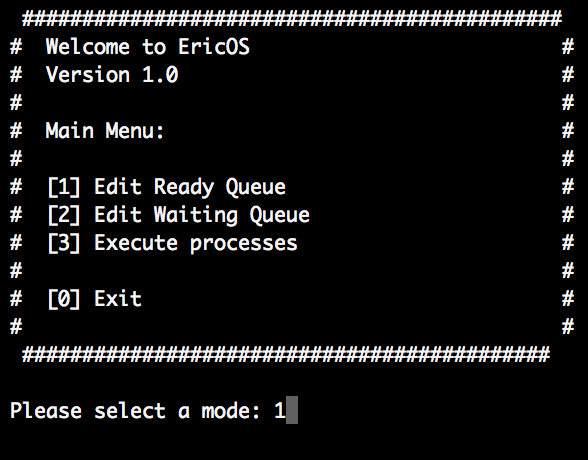 #############################################
# Welcome to EricOS #
# Version 1.0 #
# #
# Main Menu: #
# #
# [1] Edit Ready Queue #
# [2] Edit Waiting Queue #
# [3] Execute processes #
# #
# [0] Exit #
# #
############################################
Please select a mode: 1